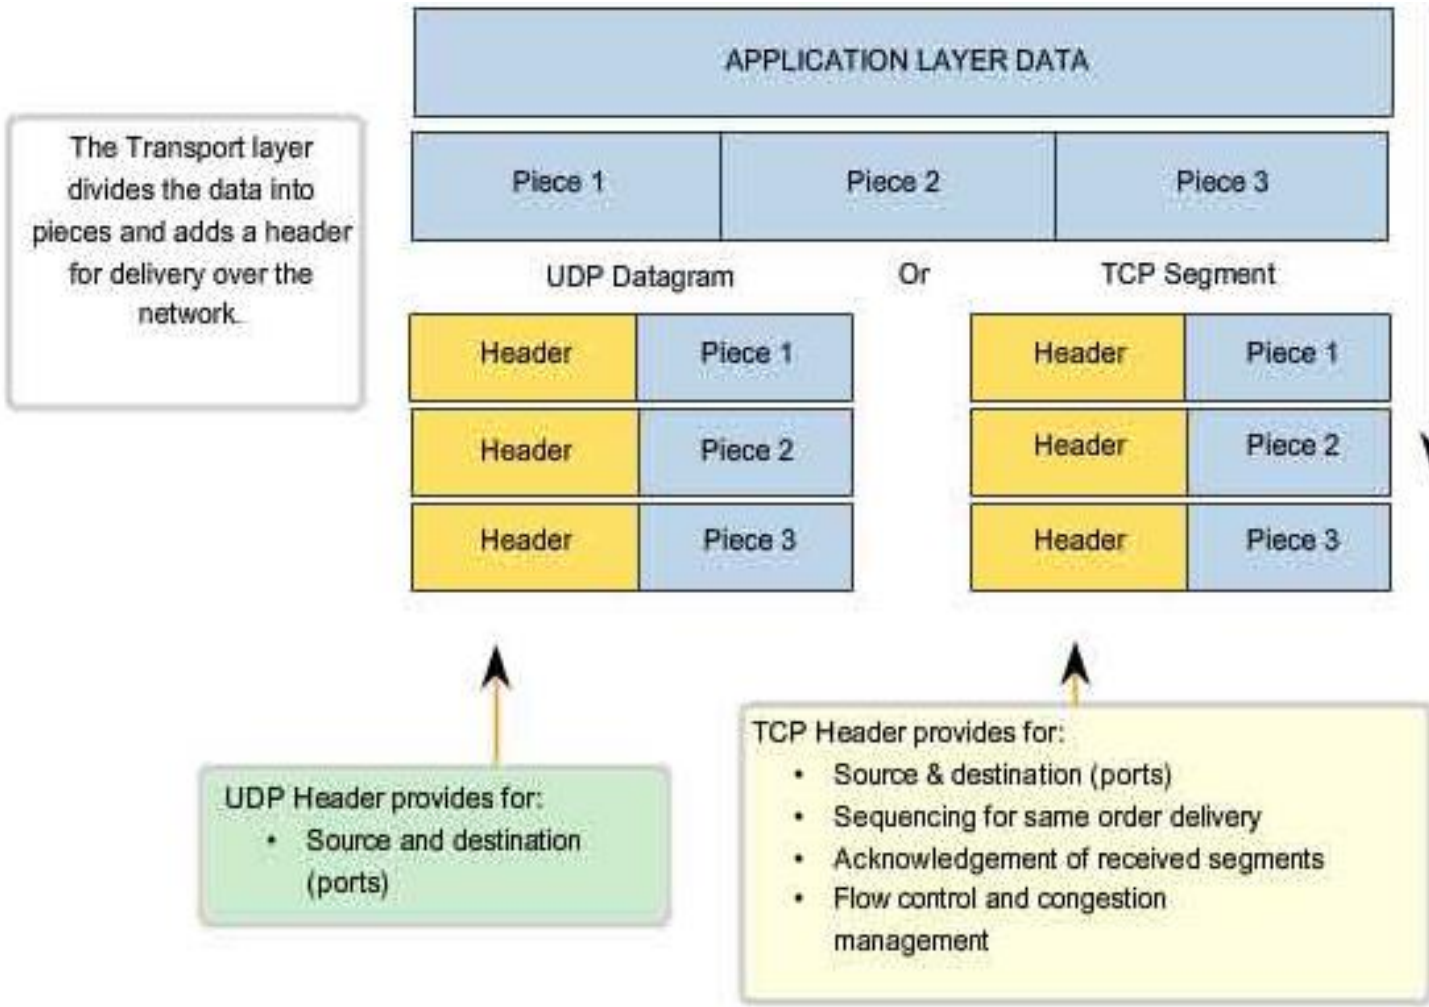 APPLICATION LAYER DATA
The Transport layer
divides the data into
pieces and adds a header
for delivery over the
network.
Piece 1
Piece 2
Piece 3
UDP Datagram
Or
TCP Segment
Header
Piece 1
Header
Piece 1
Header
Piece 2
Header
Piece 2
Header
Piece 3
Header
Piece 3
UDP Header provides for:
• Source and destination
(ports)
TCP Header provides for:
• Source & destination (ports)
• Sequencing for same order delivery
• Acknowledgement of received segments
• Flow control and congestion
management